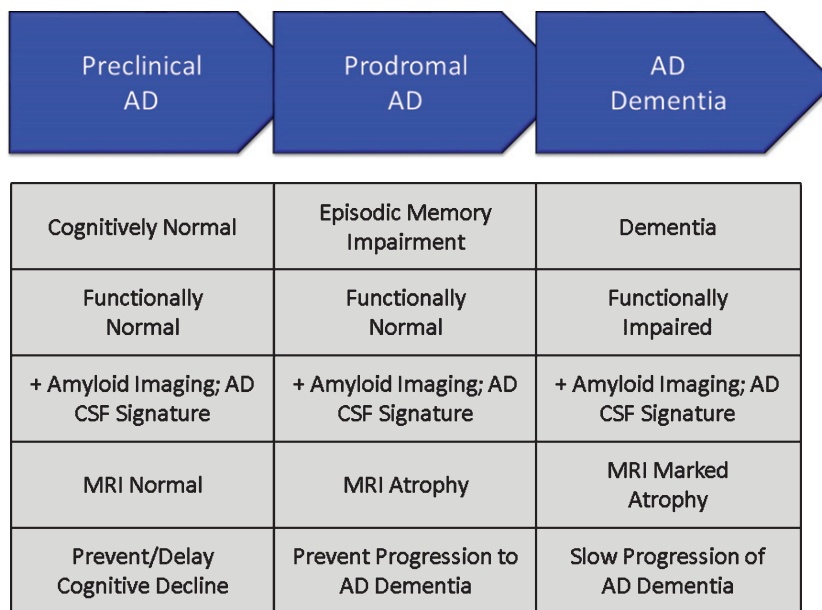 Preclinical
AD
Prodromal
AD
AD
Dementia
Cognitively Normal
Episodic Memory
Impairment
Dementia
Functionally
Normal
Functionally
Normal
Functionally
Impaired
+ Amyloid Imaging; AD
CSF Signature
+ Amyloid Imaging; AD
CSF Signature
+ Amyloid Imaging; AD
CSF Signature
MRI Normal
MRI Atrophy
MRI Marked
Atrophy
Prevent/Delay
Cognitive Decline
Prevent Progression to
AD Dementia
Slow Progression of
AD Dementia